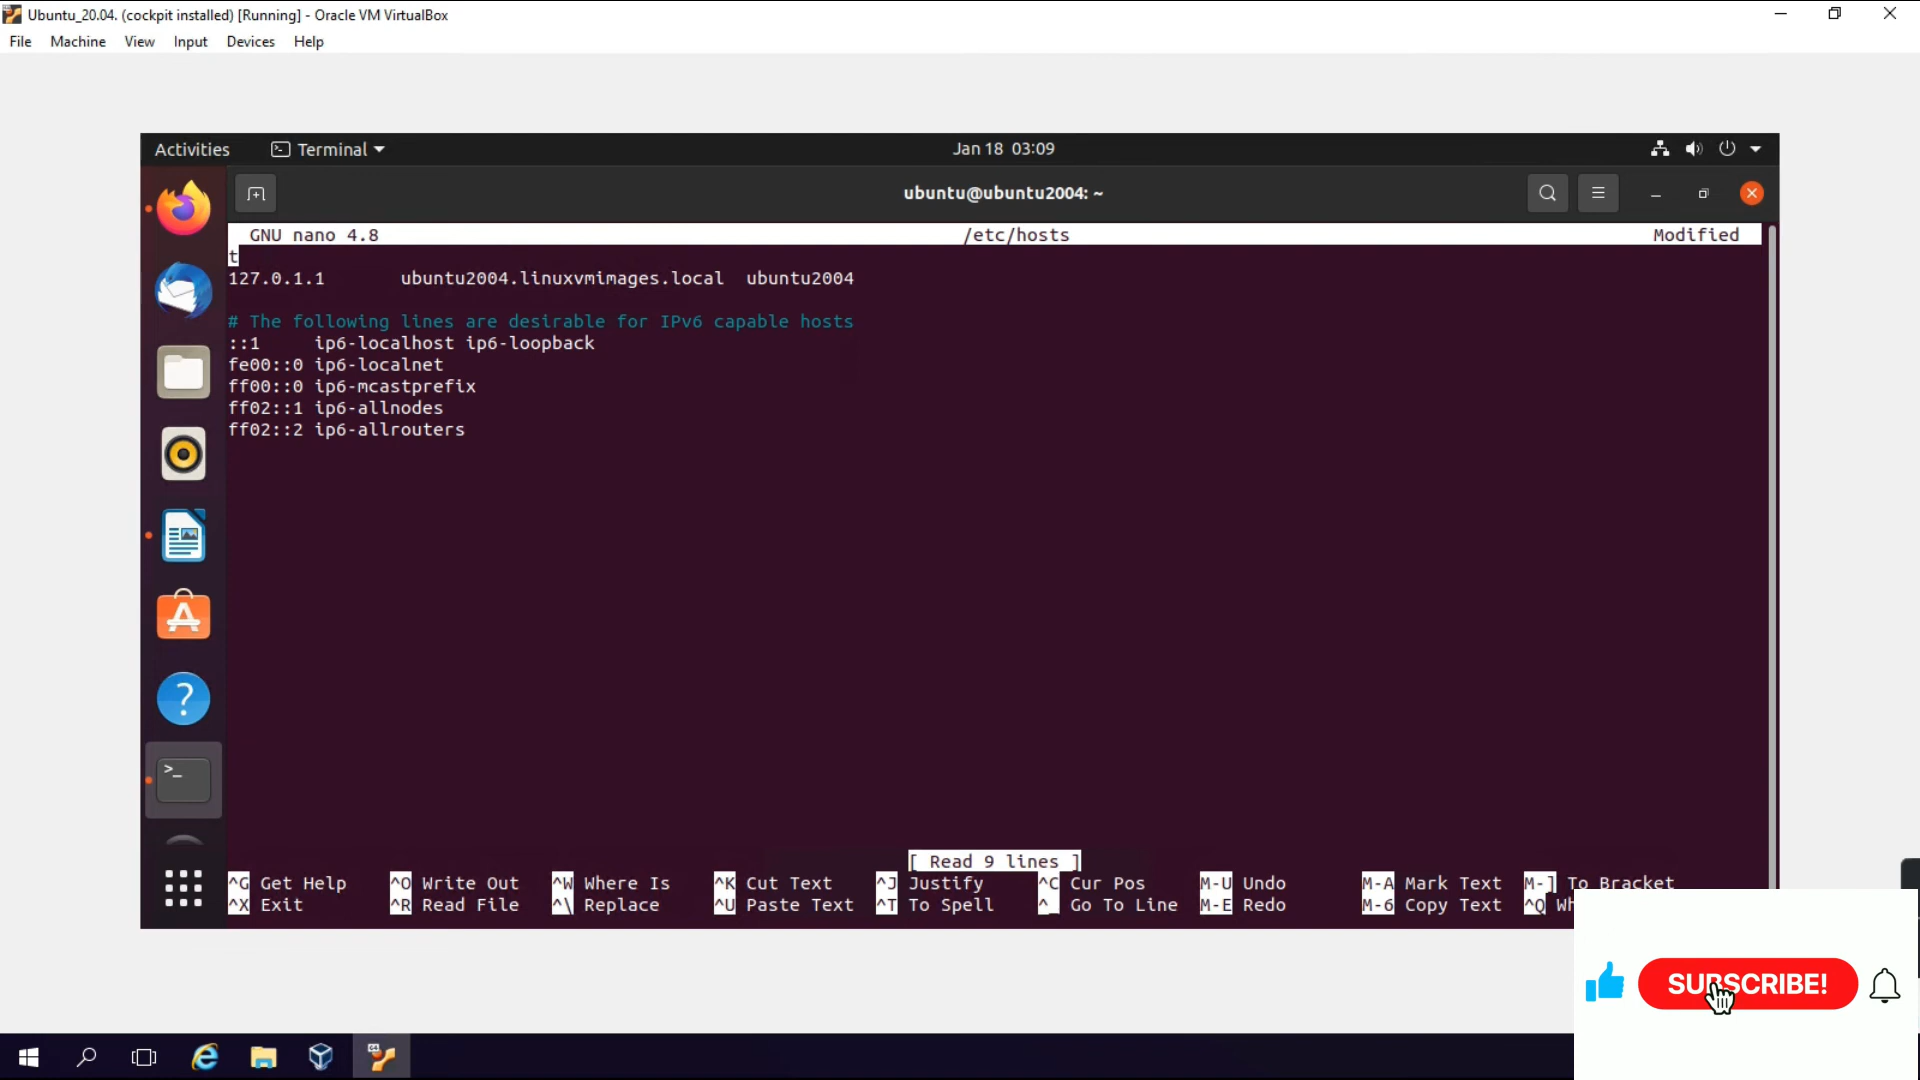 Ubuntu_20.04. (cockpit installed) [Running] - Oracle VM VirtualBox
File Machine View Input Devices Help
Activities Terminal Jan 18 03:09
ubuntu@ubuntu2004: ~
GNU nano 4.8 /etc/hosts Modified
t
127.0.1.1 ubuntu2004.linuxvmimages.local ubuntu2004
# The following lines are desirable for IPv6 capable hosts
::1 ip6-localhost ip6-loopback
fe00::0 ip6-localnet
ff00::0 ip6-mcastprefix
ff02::1 ip6-allnodes
ff02::2 ip6-allrouters
[ Read 9 lines ]
^G Get Help ^O Write Out ^W Where Is ^K Cut Text ^J Justify ^C Cur Pos M-U Undo M-A Mark Text M-] To Bracket
^X Exit ^R Read File ^\ Replace ^U Paste Text ^T To Spell ^_ Go To Line M-E Redo M-6 Copy Text ^Q Wh
SUBSCRIBE!